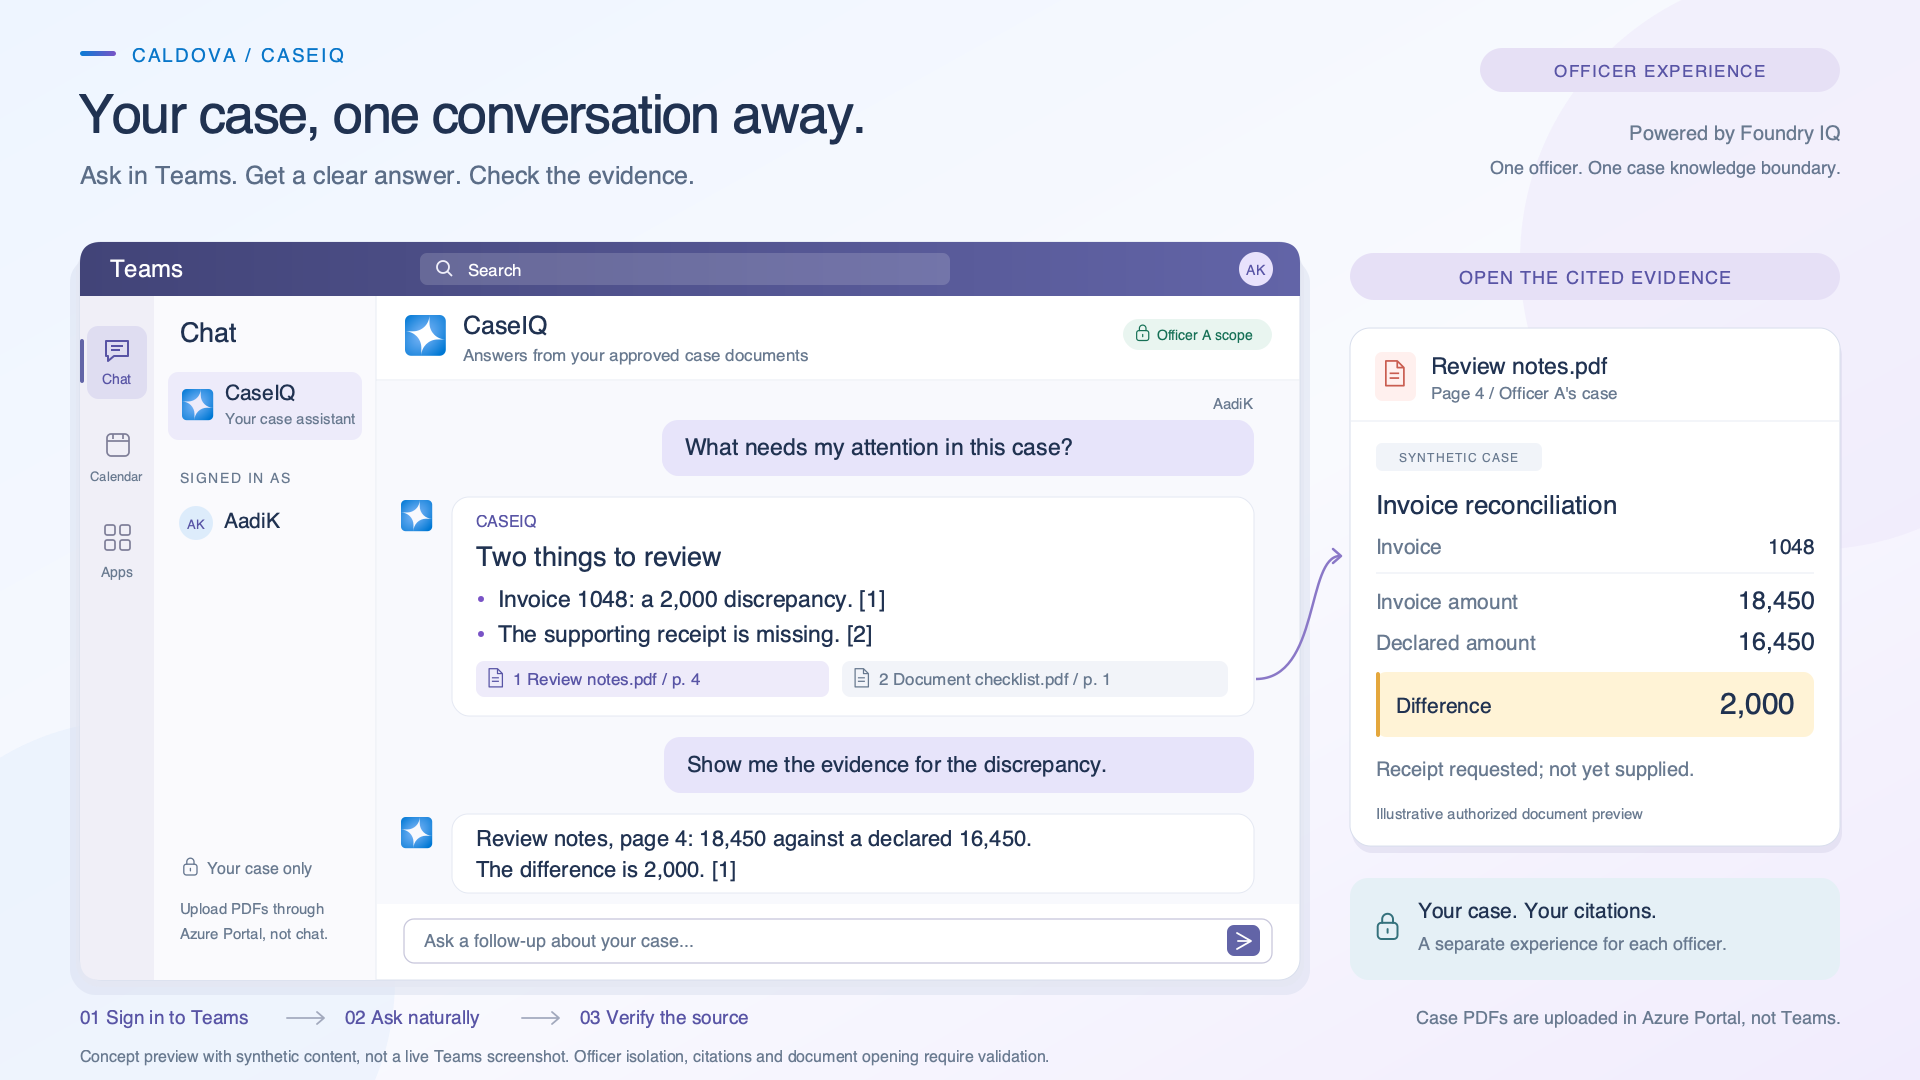 CALDOVA / CASEIQ
Your case, one conversation away.
Ask in Teams. Get a clear answer. Check the evidence.
OFFICER EXPERIENCE
Powered by Foundry IQ
One officer. One case knowledge boundary.
Teams
Search
AK
Chat
Calendar
Apps
Chat
CaseIQ
Your case assistant
SIGNED IN AS
AK
AadiK
Your case only
Upload PDFs through
Azure Portal, not chat.
CaseIQ
Answers from your approved case documents
Officer A scope
AadiK
What needs my attention in this case?
CASEIQ
Two things to review
• Invoice 1048: a 2,000 discrepancy. [1]
• The supporting receipt is missing. [2]
1 Review notes.pdf / p. 4
2 Document checklist.pdf / p. 1
Show me the evidence for the discrepancy.
Review notes, page 4: 18,450 against a declared 16,450.
The difference is 2,000. [1]
Ask a follow-up about your case...
OPEN THE CITED EVIDENCE
Review notes.pdf
Page 4 / Officer A's case
SYNTHETIC CASE
Invoice reconciliation
Invoice 1048
Invoice amount 18,450
Declared amount 16,450
Difference 2,000
Receipt requested; not yet supplied.
Illustrative authorized document preview
Your case. Your citations.
A separate experience for each officer.
01 Sign in to Teams
02 Ask naturally
03 Verify the source
Case PDFs are uploaded in Azure Portal, not Teams.
Concept preview with synthetic content, not a live Teams screenshot. Officer isolation, citations and document opening require validation.